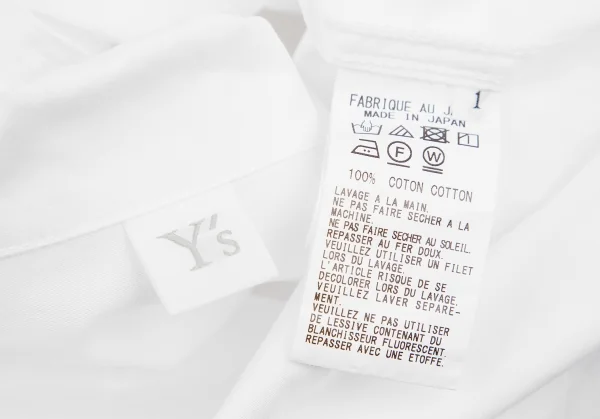 Y's
1
FABRIQUE AU J.
MADE IN JAPAN
F W
100% COTON COTTON
LAVAGE A LA MAIN.
NE PAS FAIRE SECHER A LA
MACHINE.
NE PAS FAIRE SECHER AU SOLEIL.
REPASSER AU FER DOUX.
VEUILLEZ UTILISER UN FILET
LORS DU LAVAGE.
L'ARTICLE RISQUE DE SE
DECOLORER LORS DU LAVAGE.
VEUILLEZ LAVER SEPARE-
MENT.
VEUILLEZ NE PAS UTILISER
DE LESSIVE CONTENANT DU
BLANCHISSEUR FLUORESCENT.
REPASSER AVEC UNE ETOFFE.